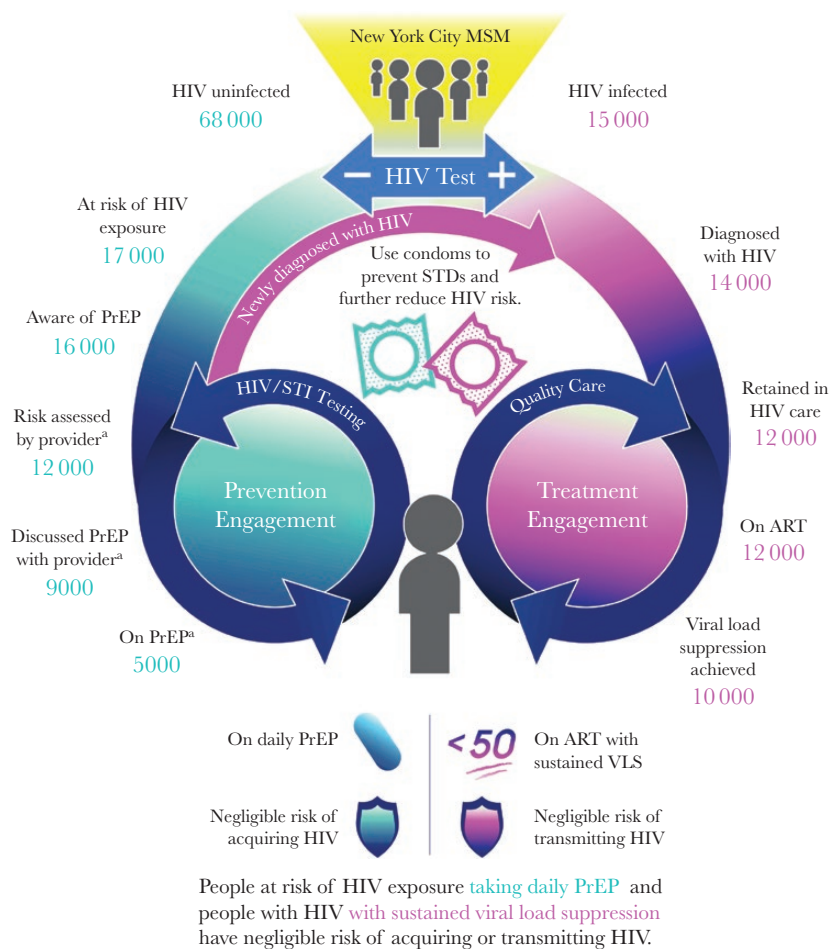 New York City MSM
HIV uninfected
68 000
HIV infected
15 000
− HIV Test +
At risk of HIV
exposure
17 000
Newly diagnosed with HIV
Use condoms to
prevent STDs and
further reduce HIV risk.
Diagnosed
with HIV
14 000
Aware of PrEP
16 000
HIV/STI Testing
Quality Care
Risk assessed
by providerᵃ
12 000
Retained in
HIV care
12 000
Prevention
Engagement
Treatment
Engagement
Discussed PrEP
with providerᵃ
9000
On ART
12 000
On PrEPᵃ
5000
Viral load
suppression
achieved
10 000
On daily PrEP
<50
On ART with
sustained VLS
Negligible risk of
acquiring HIV
Negligible risk of
transmitting HIV
People at risk of HIV exposure taking daily PrEP and
people with HIV with sustained viral load suppression
have negligible risk of acquiring or transmitting HIV.